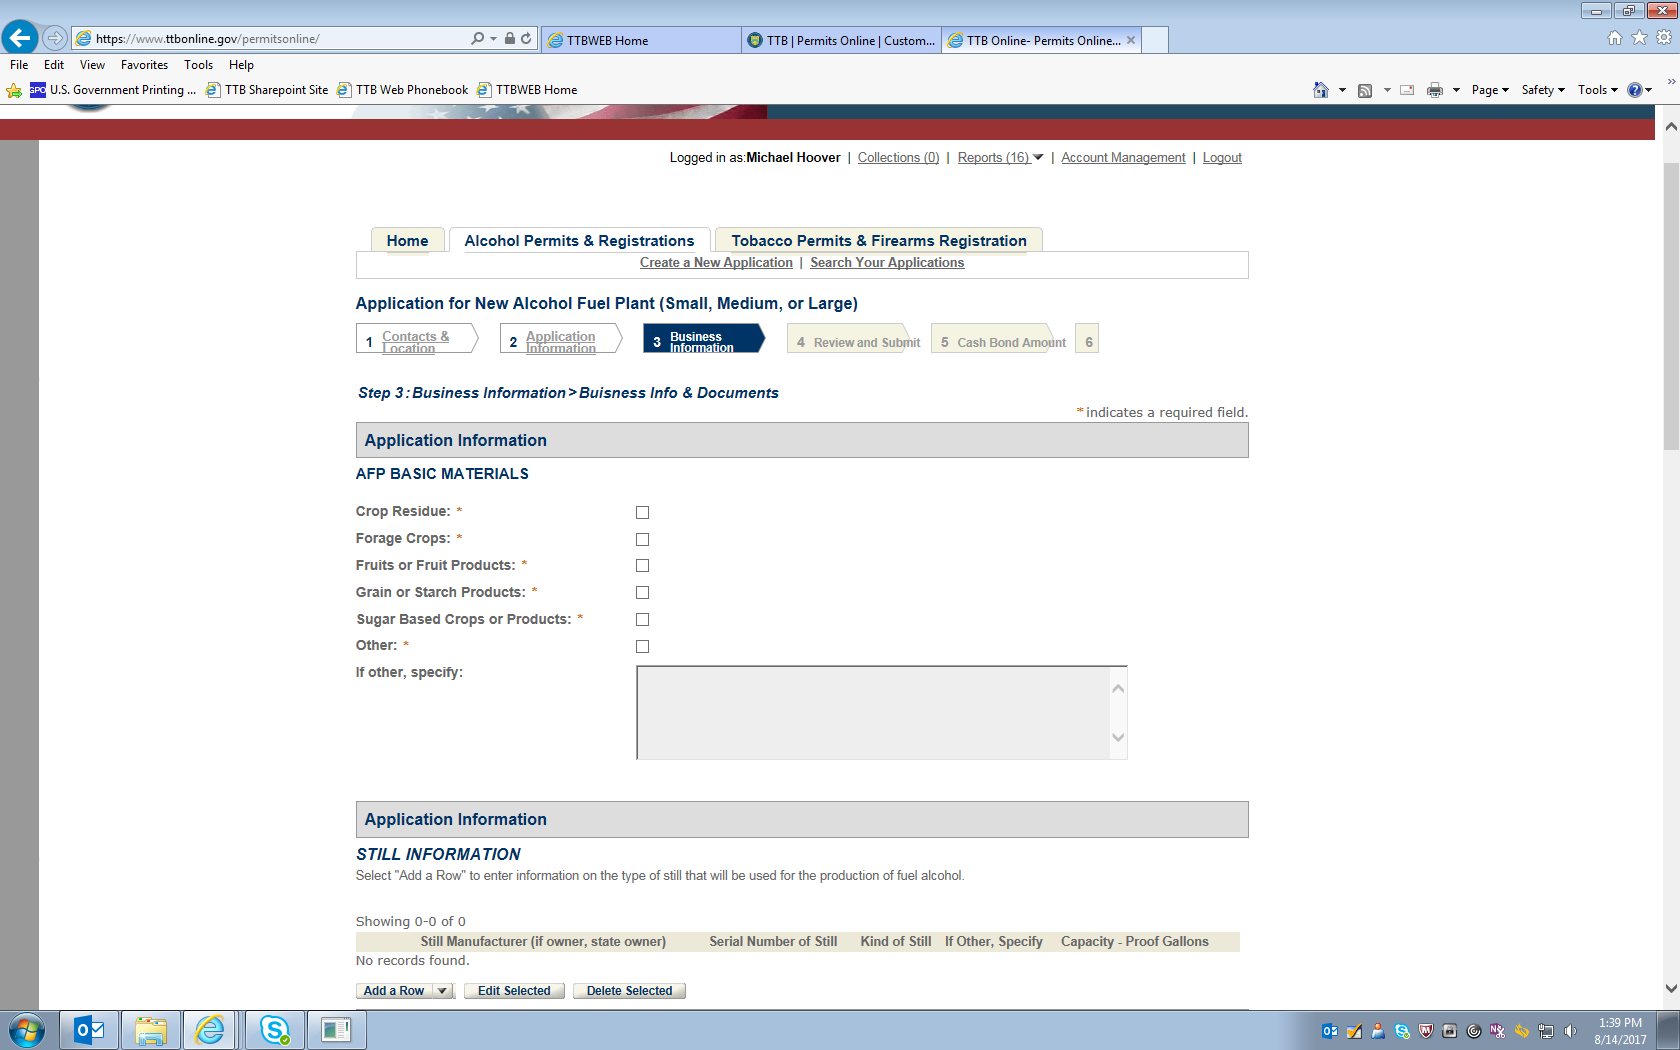 https://www.ttbonline.gov/permitsonline/
TTBWEB Home
TTB | Permits Online | Custom...
TTB Online- Permits Online...
File Edit View Favorites Tools Help
GPO U.S. Government Printing ... TTB Sharepoint Site TTB Web Phonebook TTBWEB Home
Page Safety Tools
Logged in as:Michael Hoover | Collections (0) | Reports (16) | Account Management | Logout
Home Alcohol Permits & Registrations Tobacco Permits & Firearms Registration
Create a New Application | Search Your Applications
Application for New Alcohol Fuel Plant (Small, Medium, or Large)
1 Contacts & Location
2 Application Information
3 Business Information
4 Review and Submit
5 Cash Bond Amount
6
Step 3: Business Information > Buisness Info & Documents
* indicates a required field.
Application Information
AFP BASIC MATERIALS
Crop Residue: *
Forage Crops: *
Fruits or Fruit Products: *
Grain or Starch Products: *
Sugar Based Crops or Products: *
Other: *
If other, specify:
Application Information
STILL INFORMATION
Select "Add a Row" to enter information on the type of still that will be used for the production of fuel alcohol.
Showing 0-0 of 0
Still Manufacturer (if owner, state owner) Serial Number of Still Kind of Still If Other, Specify Capacity - Proof Gallons
No records found.
Add a Row Edit Selected Delete Selected
1:39 PM
8/14/2017